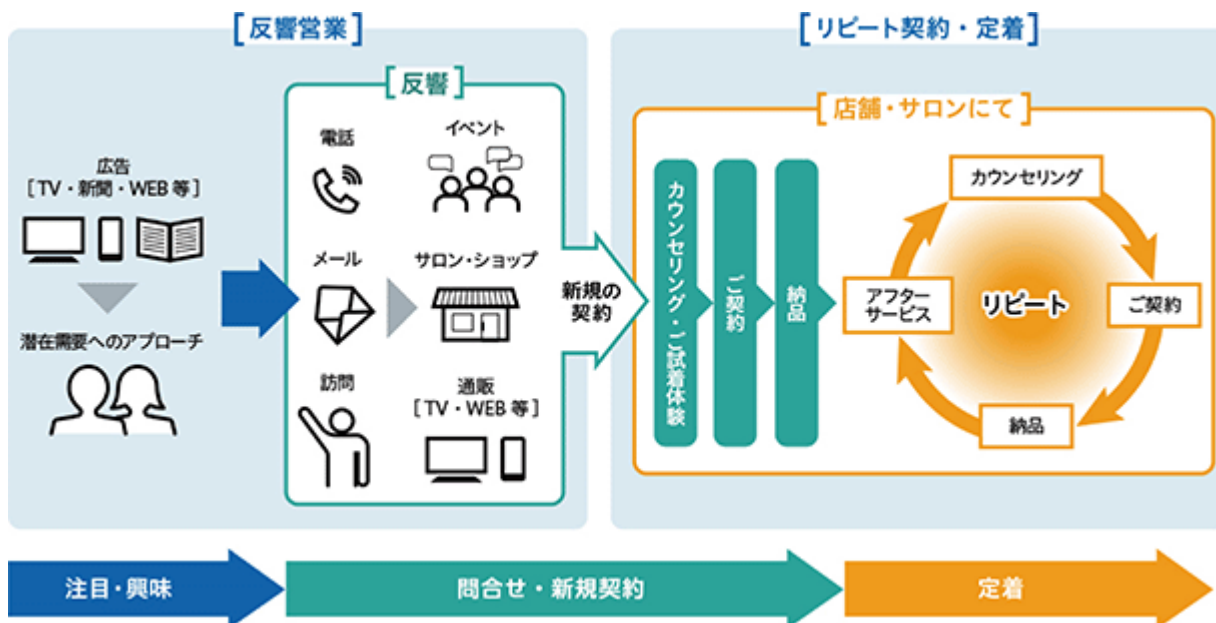 [反響営業]
広告
[TV・新聞・WEB 等]
潜在需要へのアプローチ
[反響]
電話
イベント
メール
サロン・ショップ
訪問
通販
[TV・WEB 等]
新規の
契約
[リピート契約・定着]
[店舗・サロンにて]
カウンセリング・ご試着体験
ご契約
納品
カウンセリング
ご契約
納品
アフター
サービス
リピート
注目・興味
問合せ・新規契約
定着